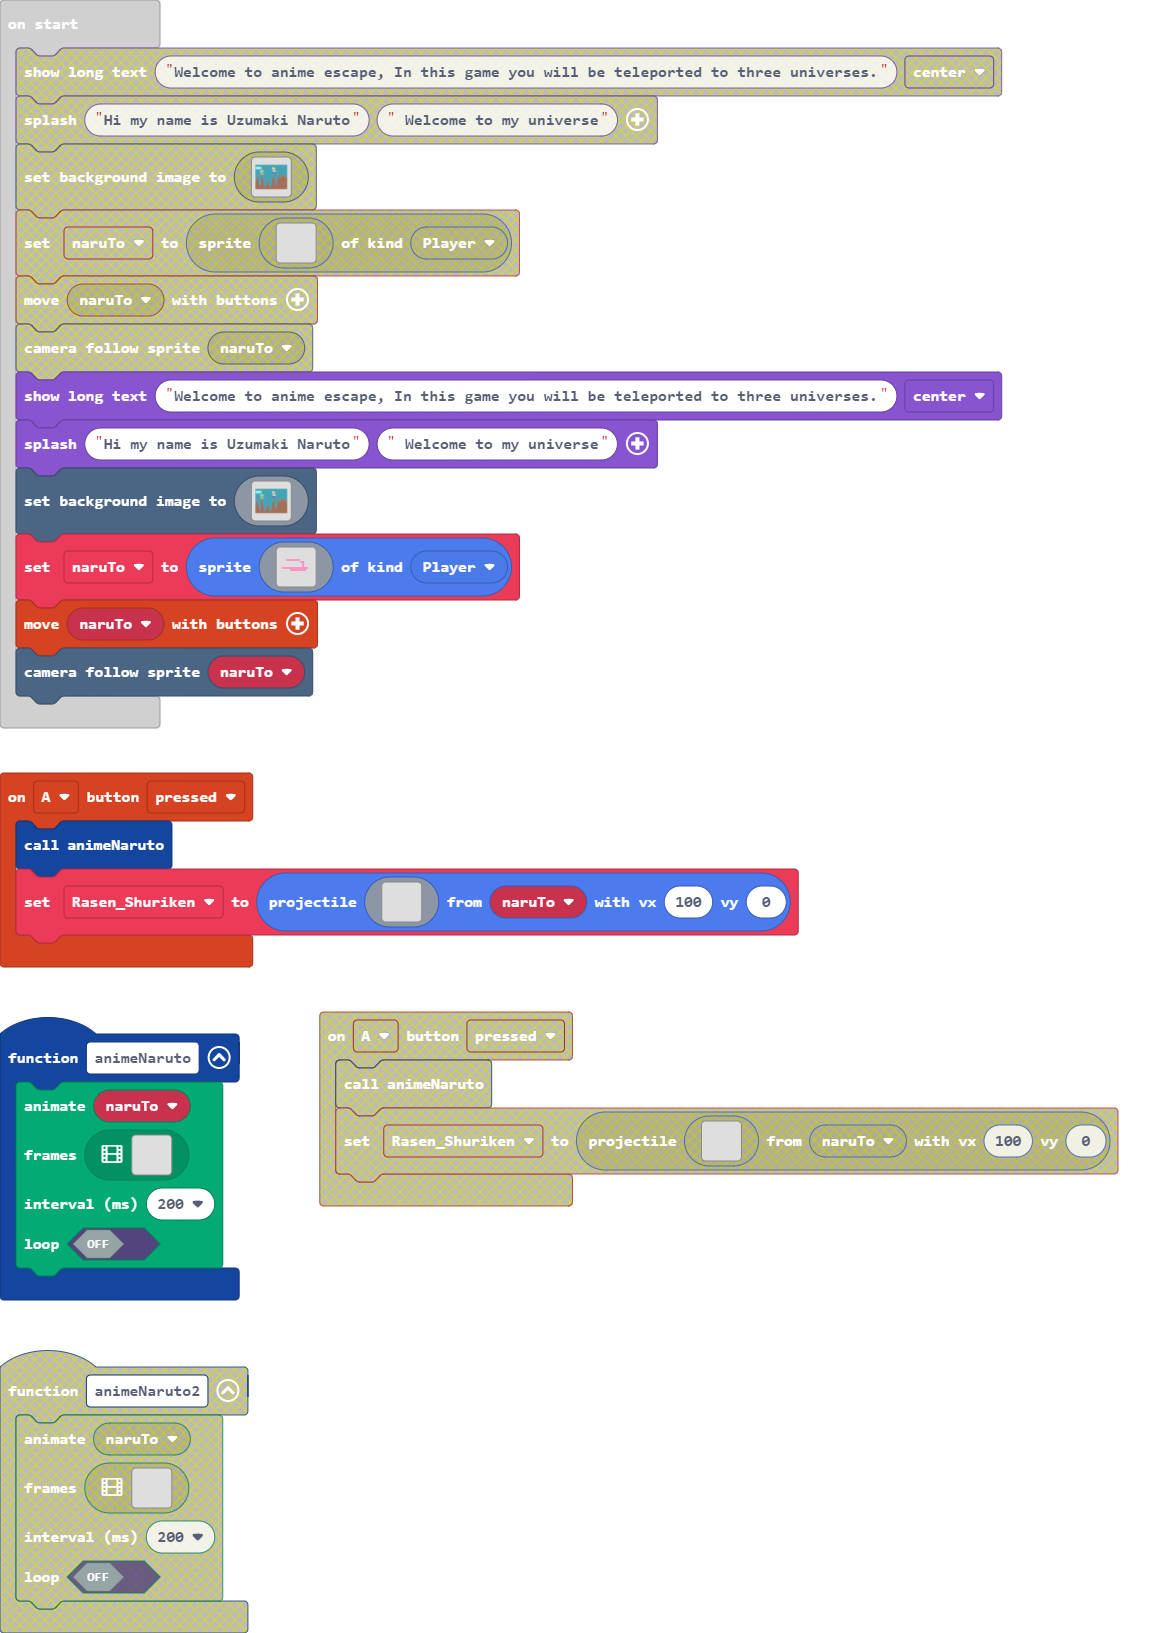 on start
show long text "Welcome to anime escape, In this game you will be teleported to three universes." center
splash "Hi my name is Uzumaki Naruto" " Welcome to my universe"
set background image to
set naruTo to sprite of kind Player
move naruTo with buttons
camera follow sprite naruTo
show long text "Welcome to anime escape, In this game you will be teleported to three universes." center
splash "Hi my name is Uzumaki Naruto" " Welcome to my universe"
set background image to
set naruTo to sprite of kind Player
move naruTo with buttons
camera follow sprite naruTo
on A button pressed
call animeNaruto
set Rasen_Shuriken to projectile from naruTo with vx 100 vy 0
function animeNaruto
animate naruTo
frames
interval (ms) 200
loop OFF
on A button pressed
call animeNaruto
set Rasen_Shuriken to projectile from naruTo with vx 100 vy 0
function animeNaruto2
animate naruTo
frames
interval (ms) 200
loop OFF